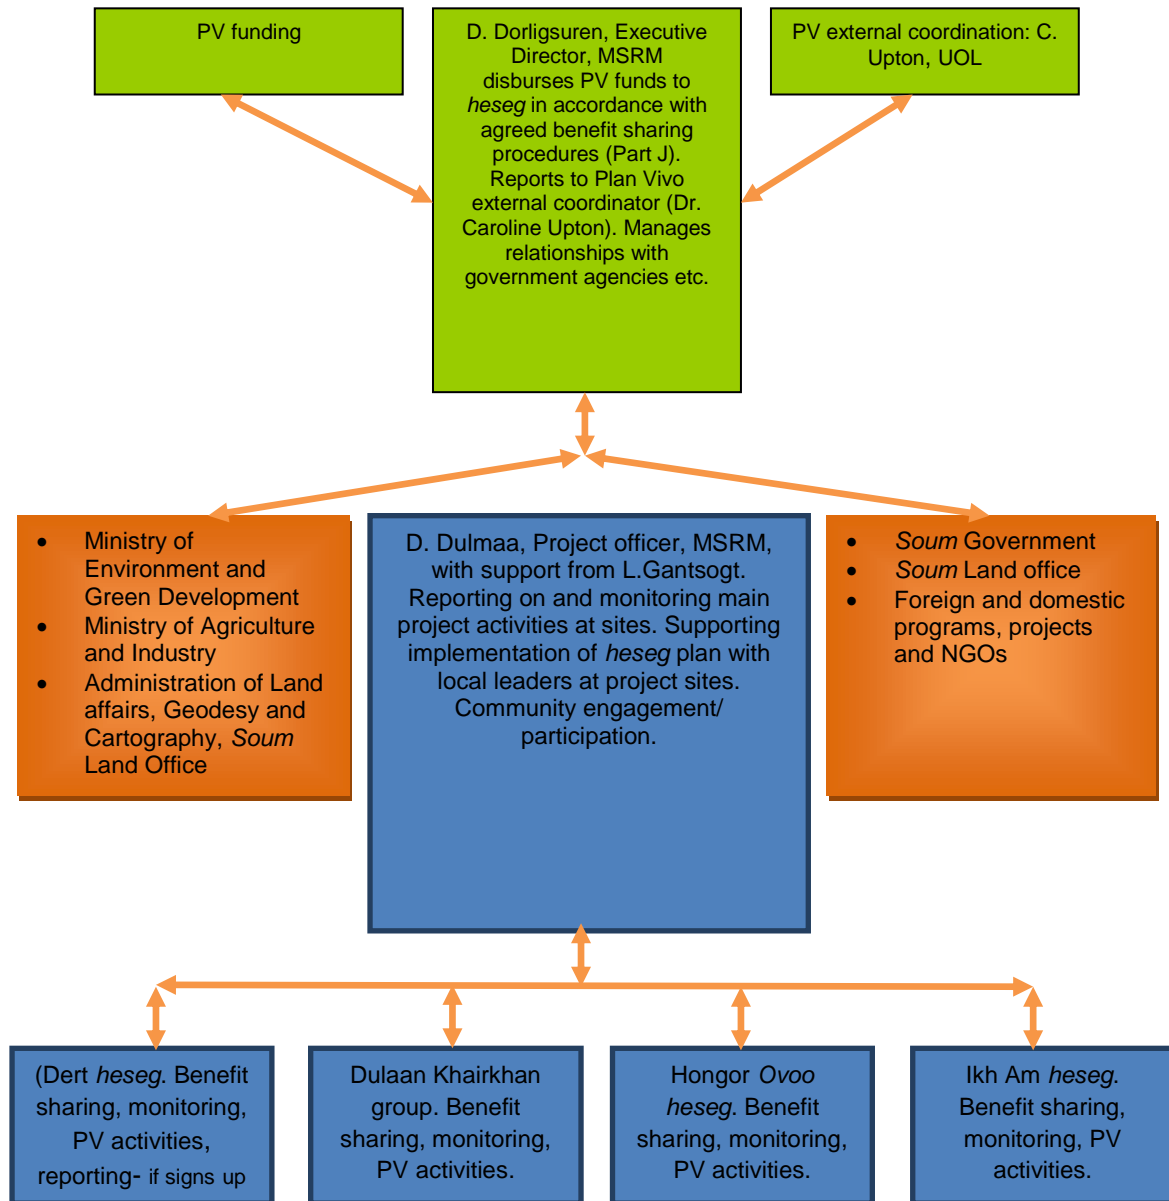 PV funding
D. Dorligsuren, Executive
Director, MSRM
disburses PV funds to
heseg in accordance with
agreed benefit sharing
procedures (Part J).
Reports to Plan Vivo
external coordinator (Dr.
Caroline Upton). Manages
relationships with
government agencies etc.
PV external coordination: C.
Upton, UOL
• Ministry of
Environment and
Green Development
• Ministry of Agriculture
and Industry
• Administration of Land
affairs, Geodesy and
Cartography, Soum
Land Office
D. Dulmaa, Project officer, MSRM,
with support from L.Gantsogt.
Reporting on and monitoring main
project activities at sites. Supporting
implementation of heseg plan with
local leaders at project sites.
Community engagement/
participation.
• Soum Government
• Soum Land office
• Foreign and domestic
programs, projects
and NGOs
(Dert heseg. Benefit
sharing, monitoring,
PV activities,
reporting- if signs up
Dulaan Khairkhan
group. Benefit
sharing, monitoring,
PV activities.
Hongor Ovoo
heseg. Benefit
sharing, monitoring,
PV activities.
Ikh Am heseg.
Benefit sharing,
monitoring, PV
activities.